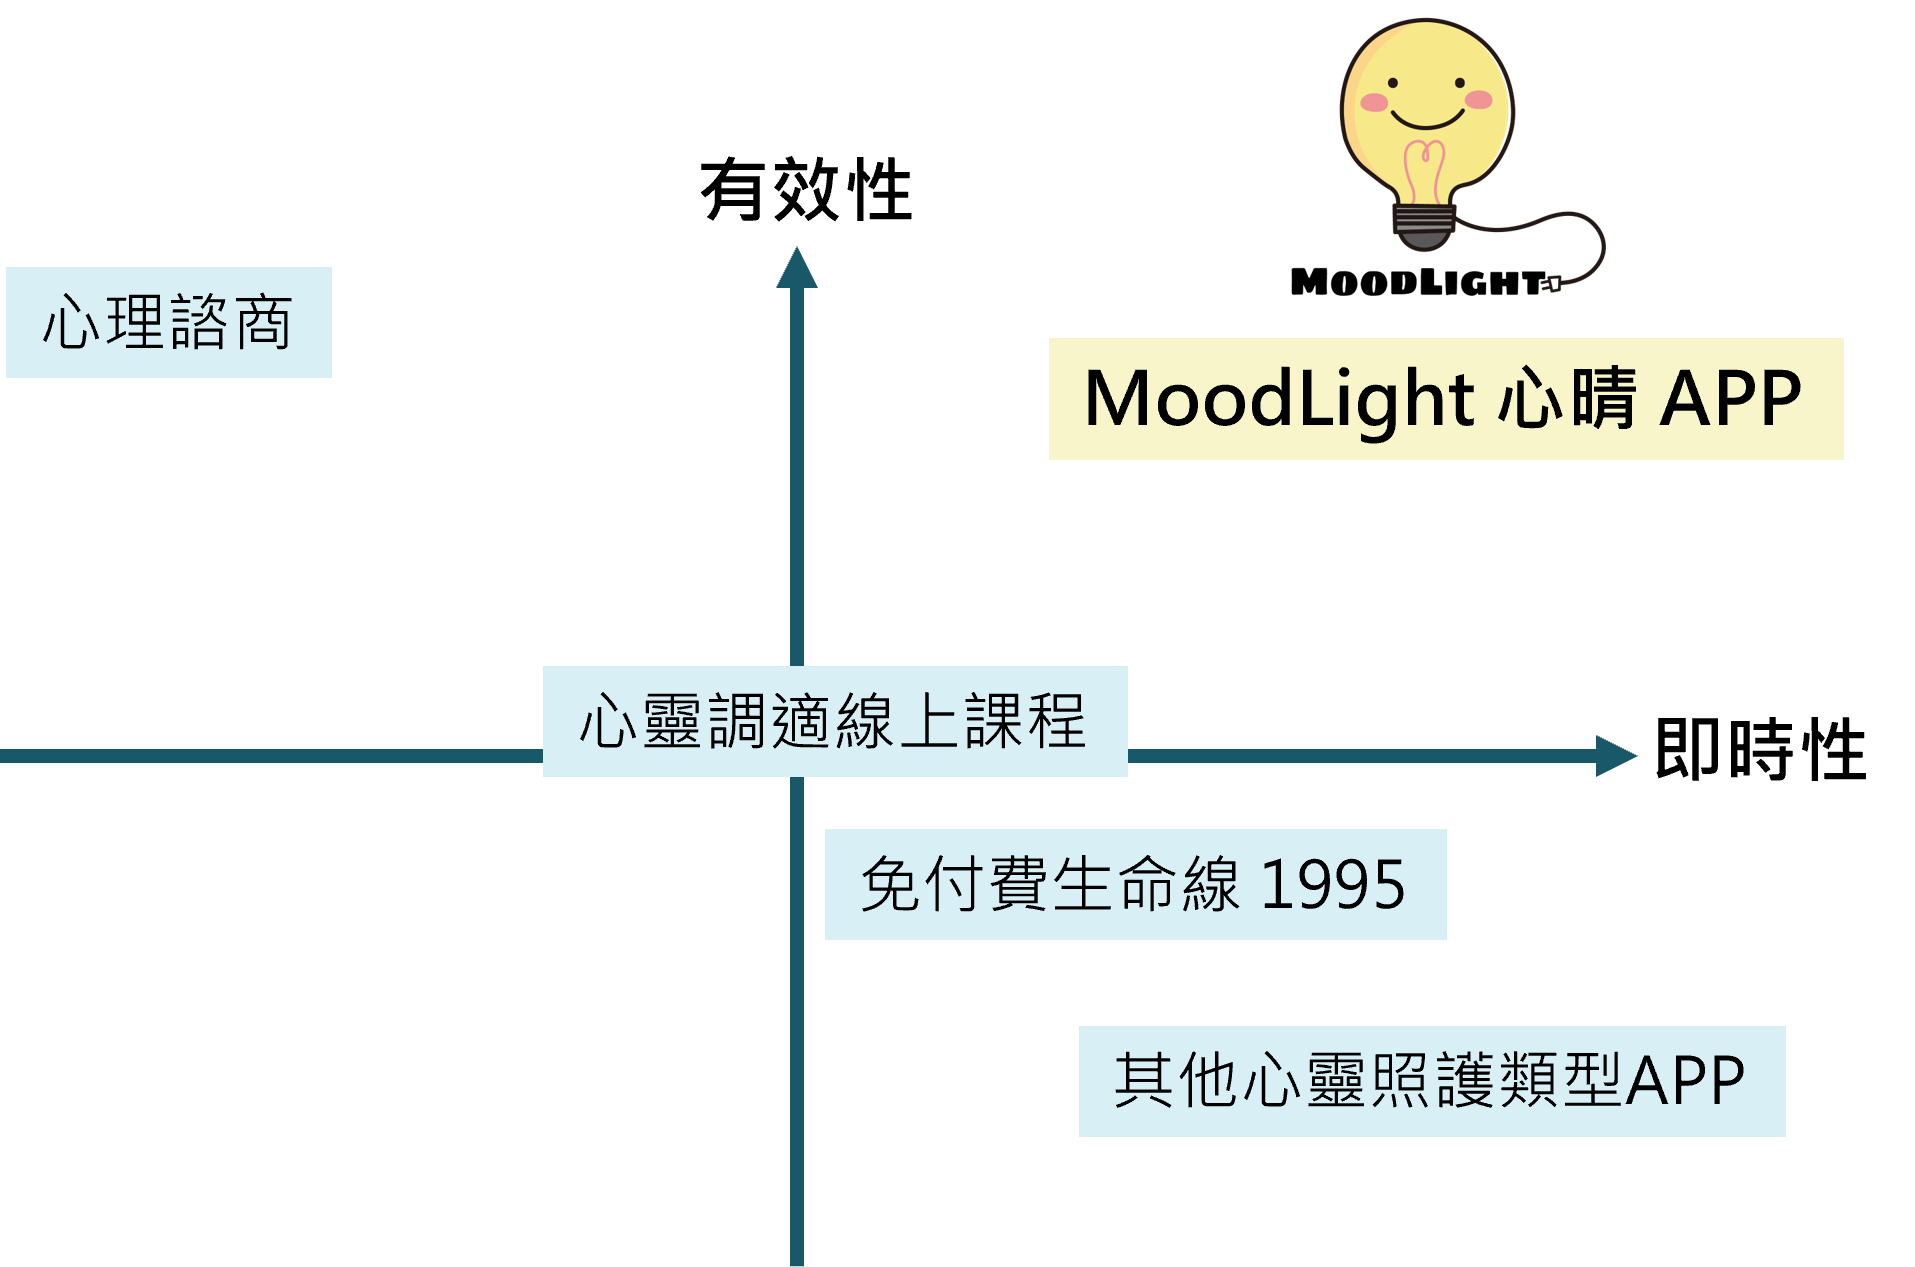 有效性
MOODLIGHT
心理諮商
MoodLight 心晴 APP
心靈調適線上課程
即時性
免付費生命線 1995
其他心靈照護類型APP